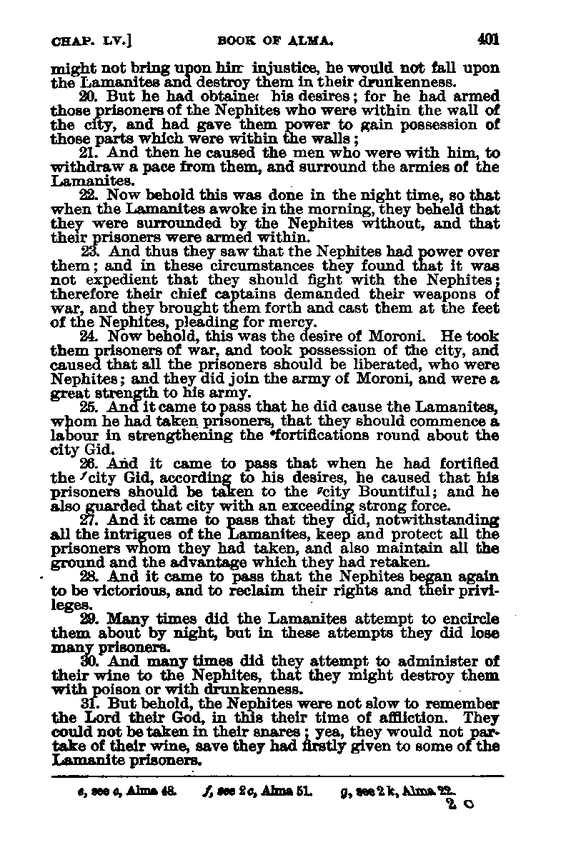 CHAP. LV.] BOOK OF ALMA. 401
might not bring upon him injustice, he would not fall upon
the Lamanites and destroy them in their drunkenness.
20. But he had obtained his desires; for he had armed
those prisoners of the Nephites who were within the wall of
the city, and had gave them power to gain possession of
those parts which were within the walls;
21. And then he caused the men who were with him, to
withdraw a pace from them, and surround the armies of the
Lamanites.
22. Now behold this was done in the night time, so that
when the Lamanites awoke in the morning, they beheld that
they were surrounded by the Nephites without, and that
their prisoners were armed within.
23. And thus they saw that the Nephites had power over
them; and in these circumstances they found that it was
not expedient that they should fight with the Nephites;
therefore their chief captains demanded their weapons of
war, and they brought them forth and cast them at the feet
of the Nephites, pleading for mercy.
24. Now behold, this was the desire of Moroni. He took
them prisoners of war, and took possession of the city, and
caused that all the prisoners should be liberated, who were
Nephites; and they did join the army of Moroni, and were a
great strength to his army.
25. And it came to pass that he did cause the Lamanites,
whom he had taken prisoners, that they should commence a
labour in strengthening the ᵉfortifications round about the
city Gid.
26. And it came to pass that when he had fortified
the ᶠcity Gid, according to his desires, he caused that his
prisoners should be taken to the ᵍcity Bountiful; and he
also guarded that city with an exceeding strong force.
27. And it came to pass that they did, notwithstanding
all the intrigues of the Lamanites, keep and protect all the
prisoners whom they had taken, and also maintain all the
ground and the advantage which they had retaken.
28. And it came to pass that the Nephites began again
to be victorious, and to reclaim their rights and their privi-
leges.
29. Many times did the Lamanites attempt to encircle
them about by night, but in these attempts they did lose
many prisoners.
30. And many times did they attempt to administer of
their wine to the Nephites, that they might destroy them
with poison or with drunkenness.
31. But behold, the Nephites were not slow to remember
the Lord their God, in this their time of affliction. They
could not be taken in their snares; yea, they would not par-
take of their wine, save they had firstly given to some of the
Lamanite prisoners.
e, see c, Alma 48. f, see 2c, Alma 51. g, see 2k, Alma 22.
2 O